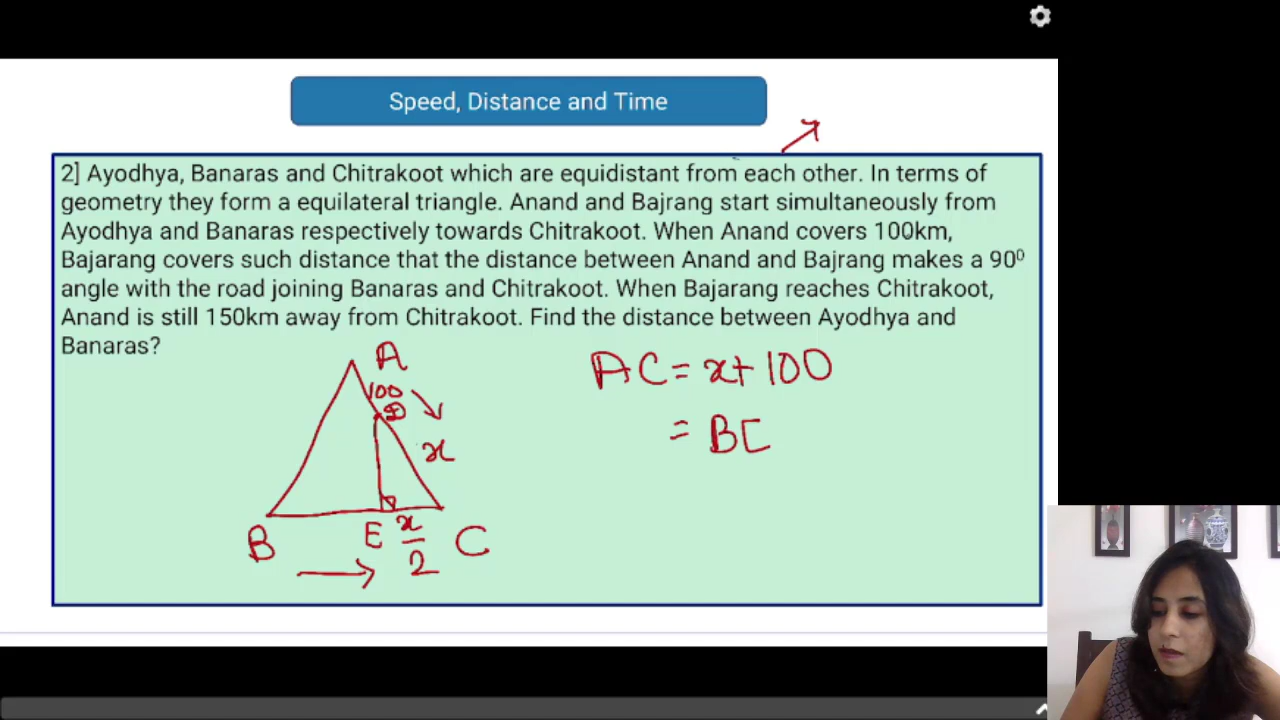 Speed, Distance and Time
2] Ayodhya, Banaras and Chitrakoot which are equidistant from each other. In terms of
geometry they form a equilateral triangle. Anand and Bajrang start simultaneously from
Ayodhya and Banaras respectively towards Chitrakoot. When Anand covers 100km,
Bajarang covers such distance that the distance between Anand and Bajrang makes a 90⁰
angle with the road joining Banaras and Chitrakoot. When Bajarang reaches Chitrakoot,
Anand is still 150km away from Chitrakoot. Find the distance between Ayodhya and
Banaras?
A
100
D
x
B
E
x/2
C
AC = x + 100
= BC